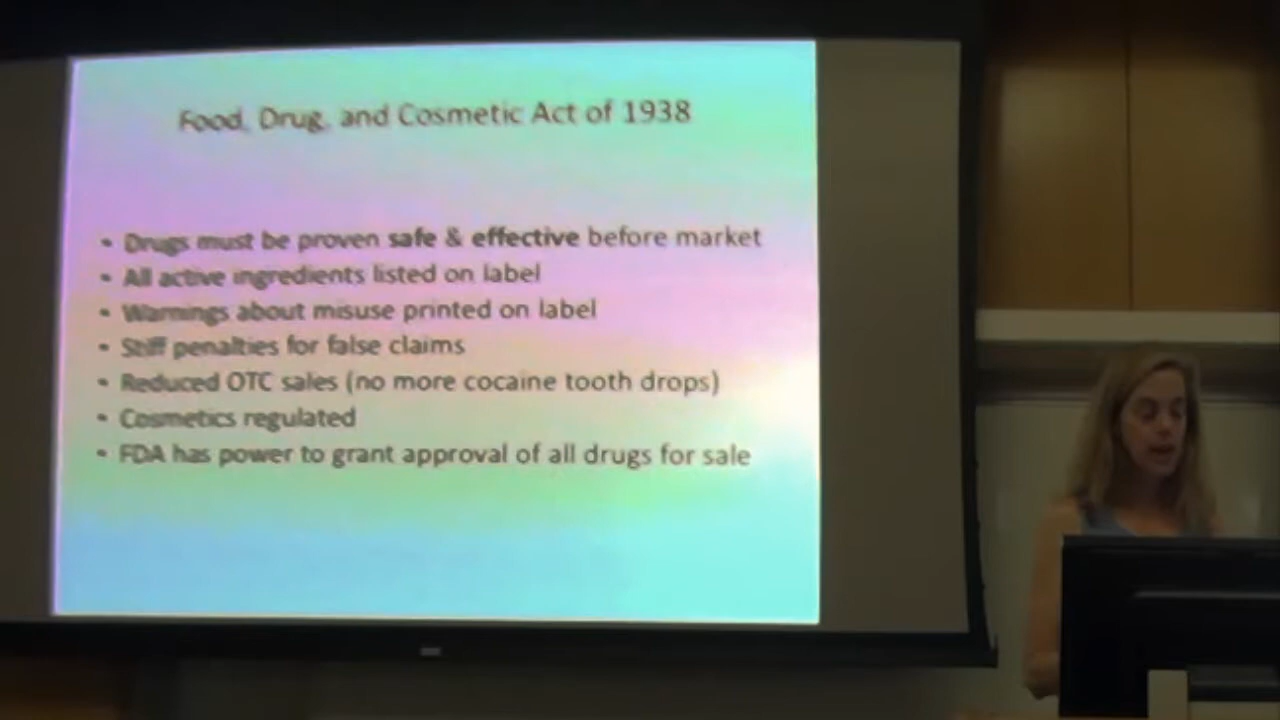 Food, Drug, and Cosmetic Act of 1938
• Drugs must be proven safe & effective before market
• All active ingredients listed on label
• Warnings about misuse printed on label
• Stiff penalties for false claims
• Reduced OTC sales (no more cocaine tooth drops)
• Cosmetics regulated
• FDA has power to grant approval of all drugs for sale